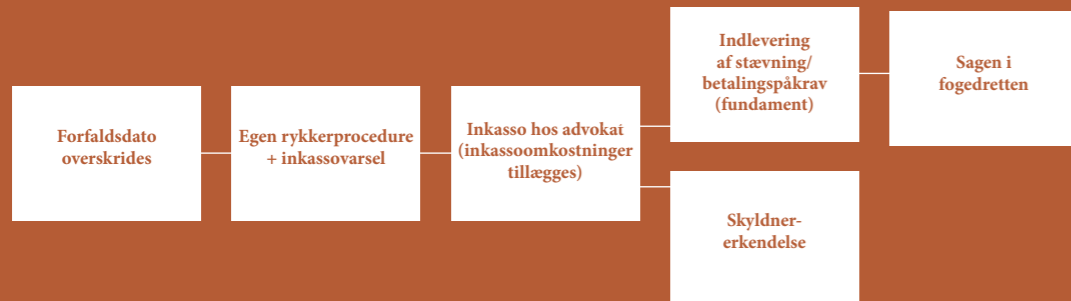 Forfaldsdato
overskrides
Egen rykkerprocedure
+ inkassovarsel
Inkasso hos advokat
(inkassoomkostninger
tillægges)
Indlevering
af stævning/
betalingspåkrav
(fundament)
Sagen i
fogedretten
Skyldner-
erkendelse